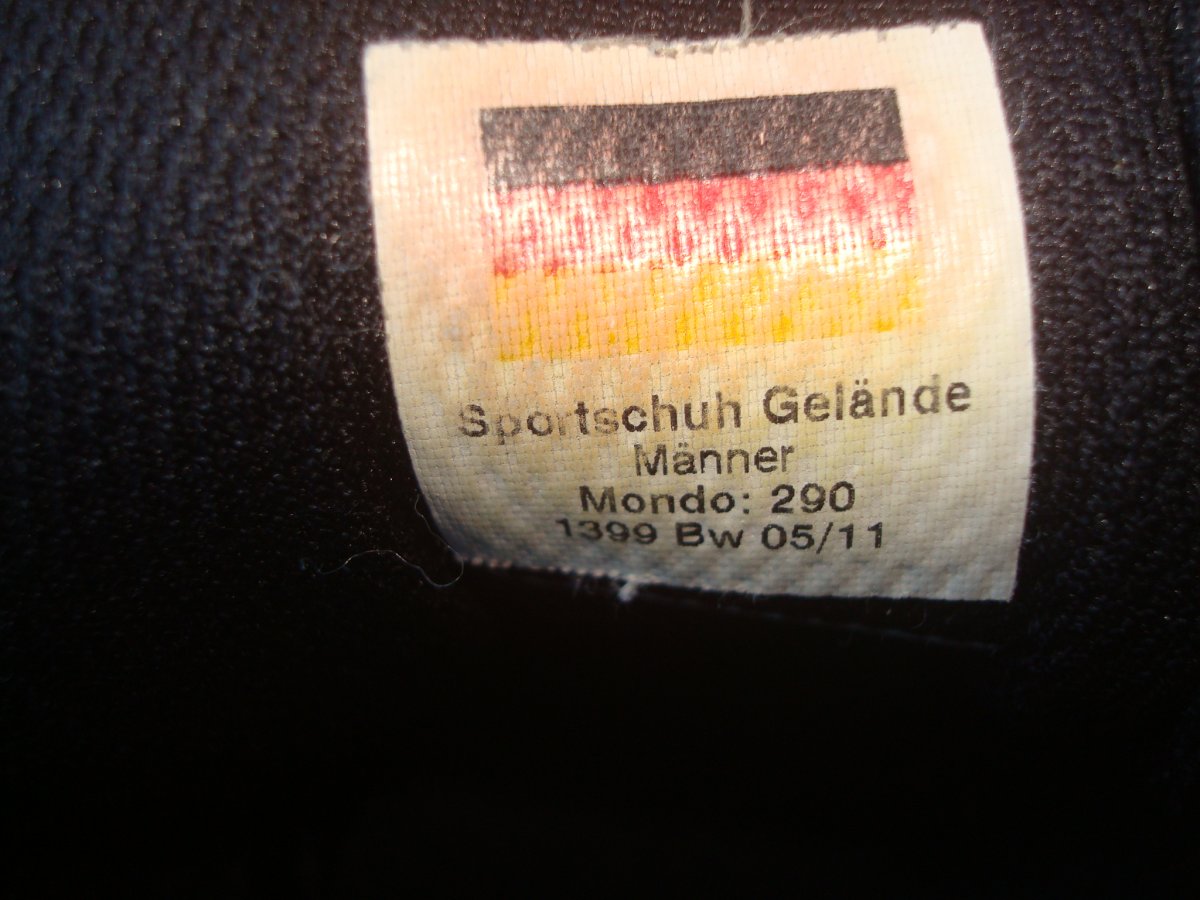 Sportschuh Gelände
Männer
Mondo: 290
1399 Bw 05/11